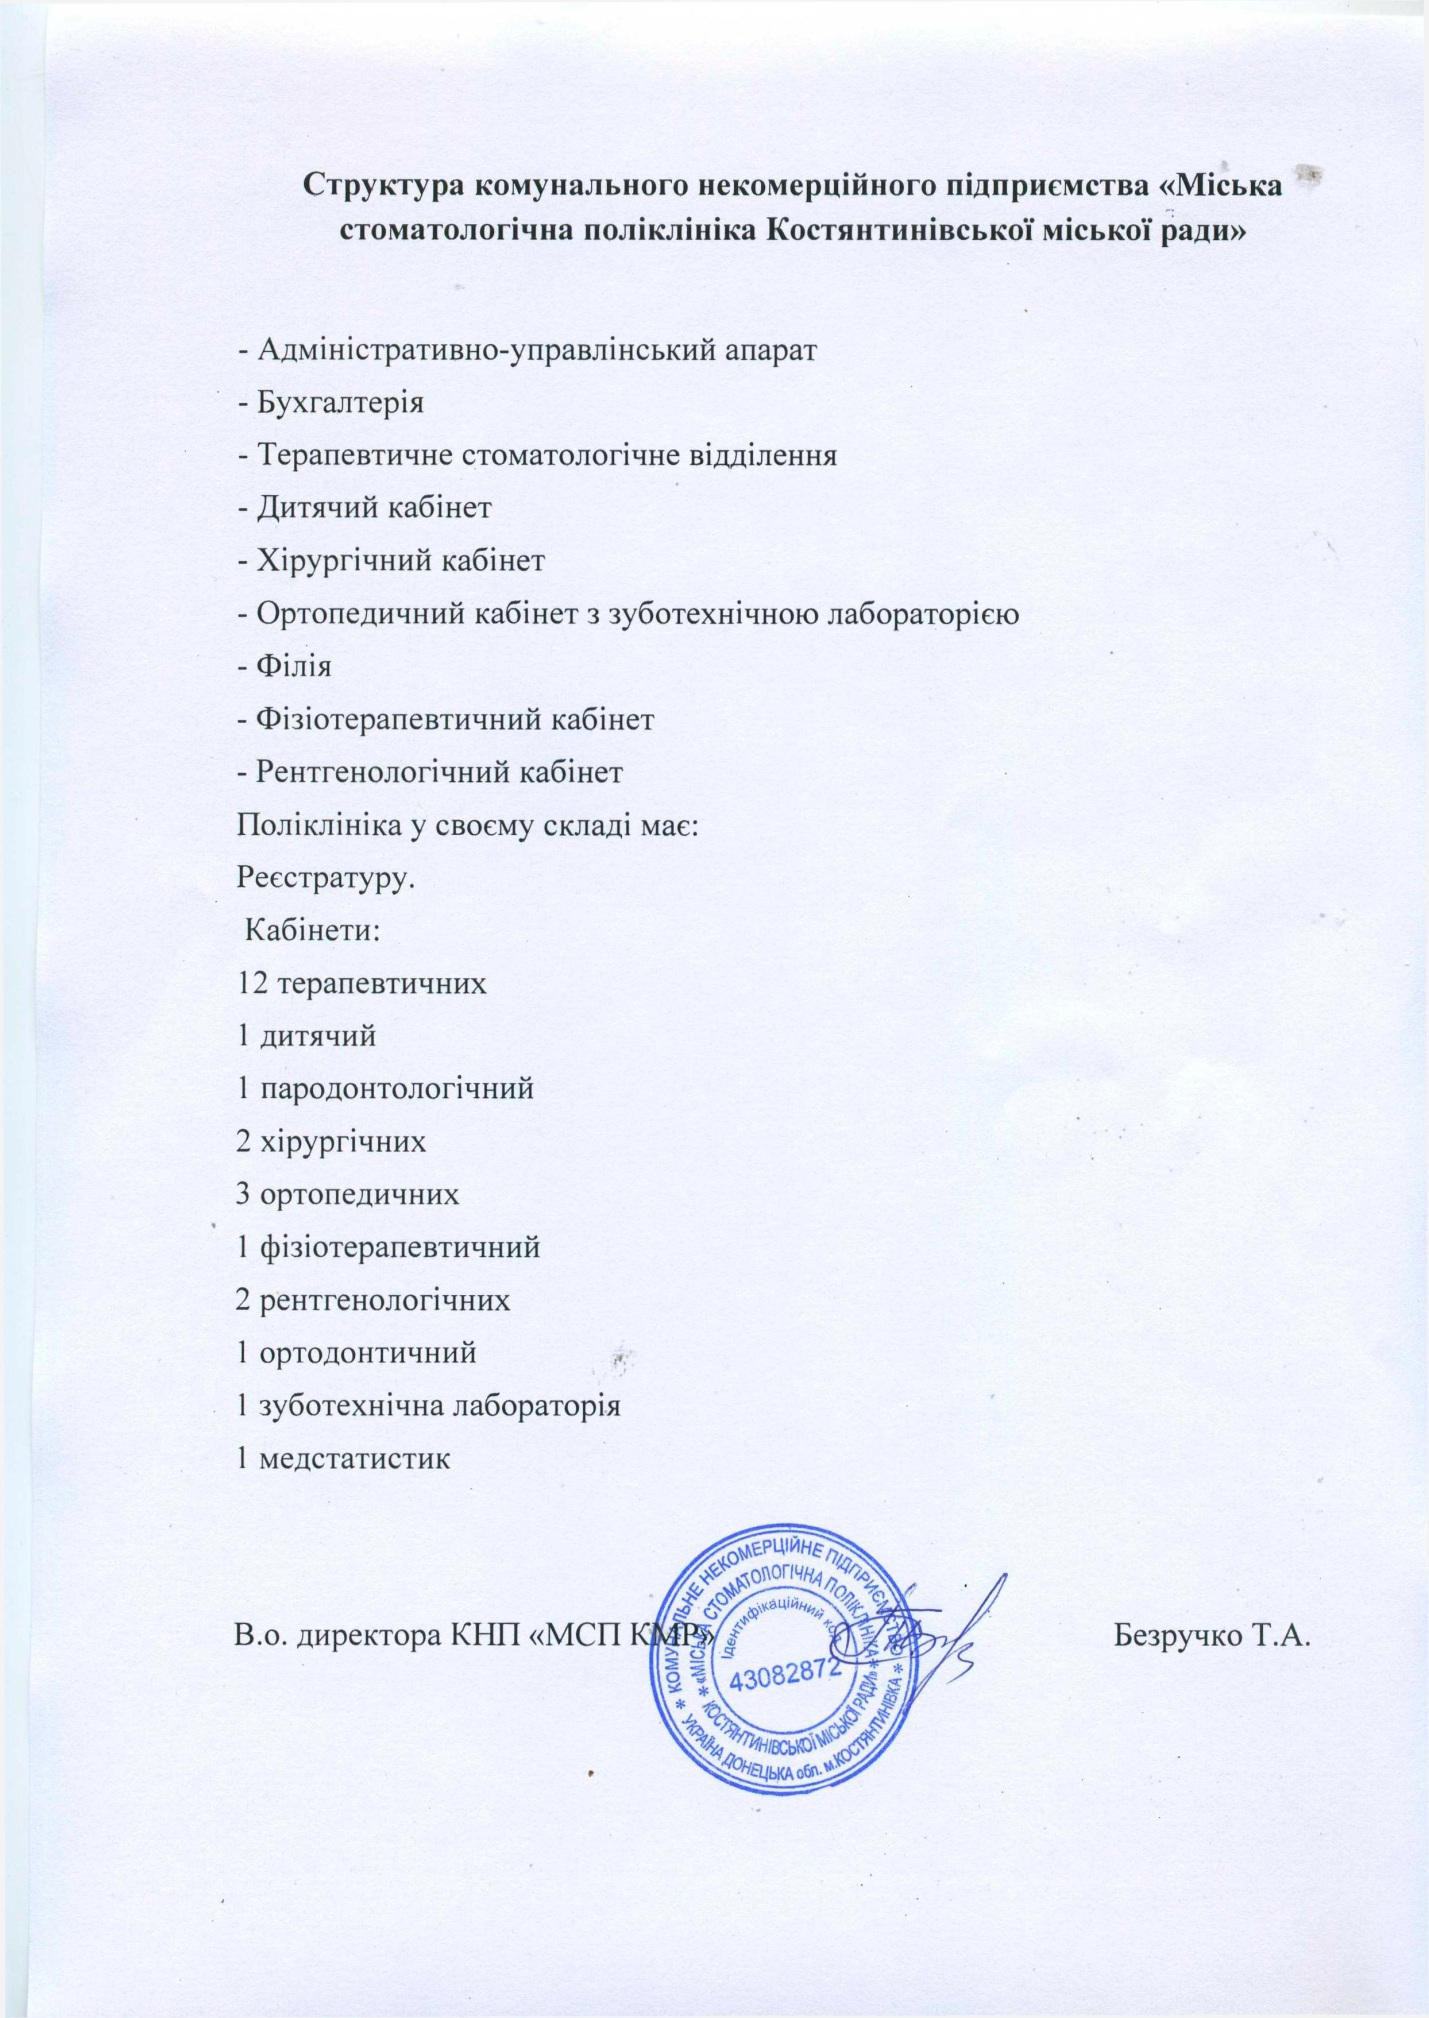 Структура комунального некомерційного підприємства «Міська
стоматологічна поліклініка Костянтинівської міської ради»
- Адміністративно-управлінський апарат
- Бухгалтерія
- Терапевтичне стоматологічне відділення
- Дитячий кабінет
- Хірургічний кабінет
- Ортопедичний кабінет з зуботехнічною лабораторією
- Філія
- Фізіотерапевтичний кабінет
- Рентгенологічний кабінет
Поліклініка у своєму складі має:
Реєстратуру.
Кабінети:
12 терапевтичних
1 дитячий
1 пародонтологічний
2 хірургічних
3 ортопедичних
1 фізіотерапевтичний
2 рентгенологічних
1 ортодонтичний
1 зуботехнічна лабораторія
1 медстатистик
В.о. директора КНП «МСП КМР» Безручко Т.А.
КОМУНАЛЬНЕ НЕКОМЕРЦІЙНЕ ПІДПРИЄМСТВО
«МІСЬКА СТОМАТОЛОГІЧНА ПОЛІКЛІНІКА
КОСТЯНТИНІВСЬКОЇ МІСЬКОЇ РАДИ»
УКРАЇНА ДОНЕЦЬКА обл. м.КОСТЯНТИНІВКА
Ідентифікаційний код
43082872